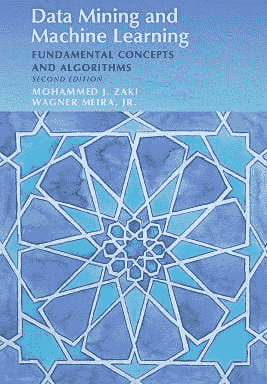 Data Mining and
Machine Learning
FUNDAMENTAL CONCEPTS
AND ALGORITHMS
SECOND EDITION
MOHAMMED J. ZAKI
WAGNER MEIRA, JR.